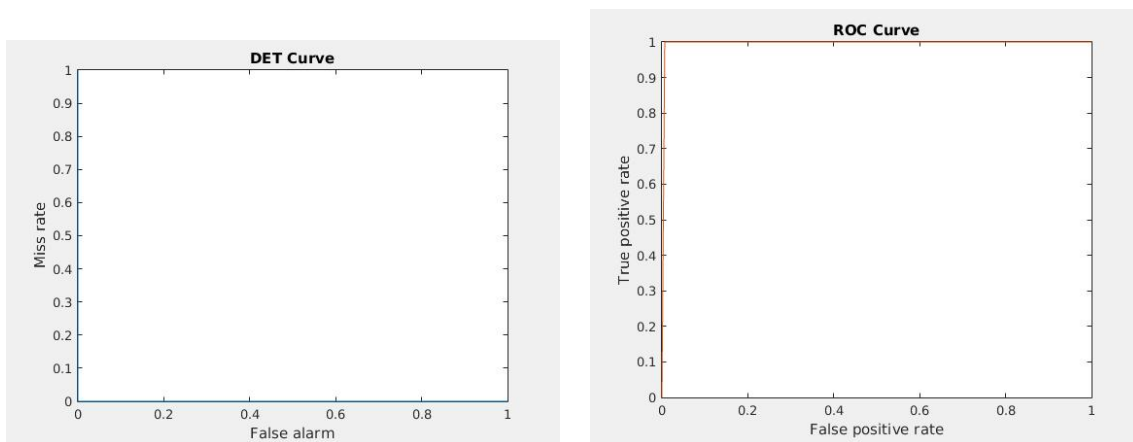 DET Curve
1
0.9
0.8
0.7
0.6
0.5
0.4
0.3
0.2
0.1
0
Miss rate
0 0.2 0.4 0.6 0.8 1
False alarm
ROC Curve
1
0.9
0.8
0.7
0.6
0.5
0.4
0.3
0.2
0.1
0
True positive rate
0 0.2 0.4 0.6 0.8 1
False positive rate